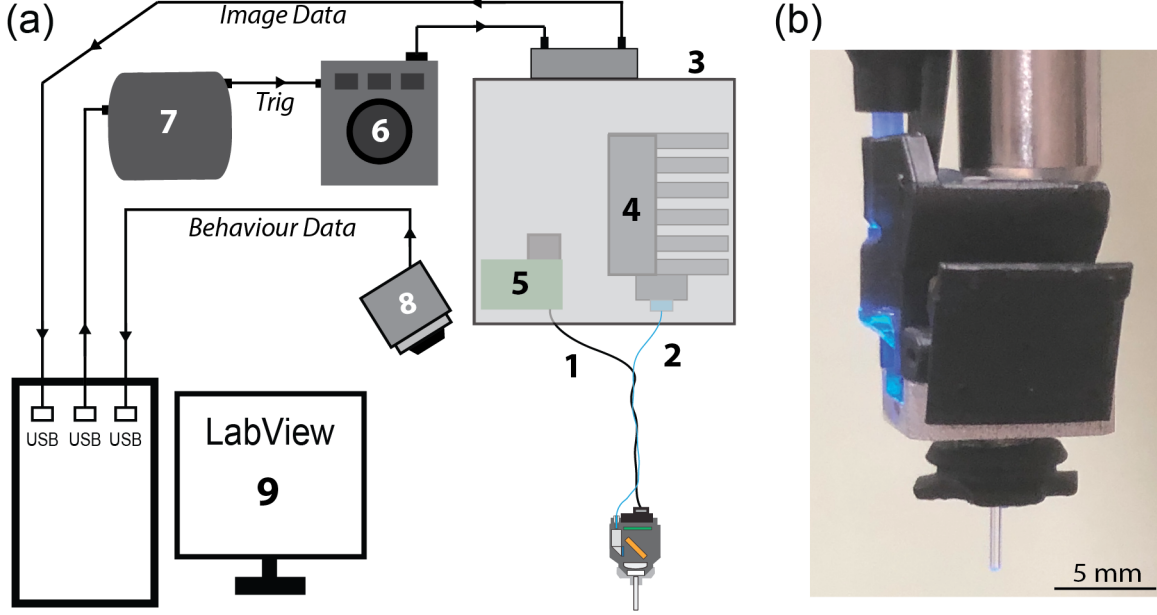 (a)
Image Data
(b)
3
7
Trig
6
4
Behaviour Data
5
8
1
2
USB USB USB
LabView
9
5 mm